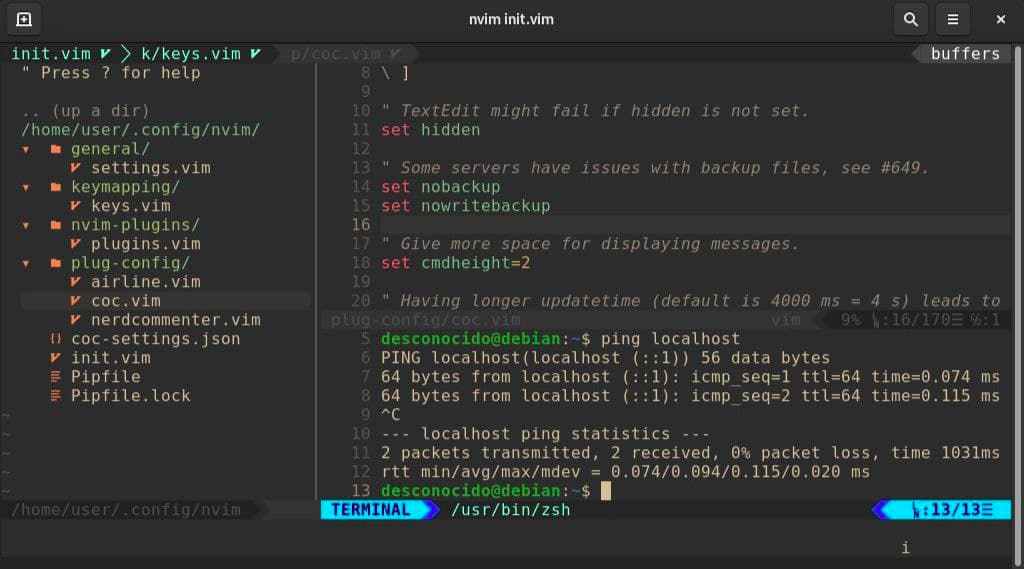 nvim init.vim
init.vim k/keys.vim p/coc.vim buffers
" Press ? for help
.. (up a dir)
/home/user/.config/nvim/
general/
settings.vim
keymapping/
keys.vim
nvim-plugins/
plugins.vim
plug-config/
airline.vim
coc.vim
nerdcommenter.vim
coc-settings.json
init.vim
Pipfile
Pipfile.lock
~
~
~
~
~
/home/user/.config/nvim
8 \ ]
9
10 " TextEdit might fail if hidden is not set.
11 set hidden
12
13 " Some servers have issues with backup files, see #649.
14 set nobackup
15 set nowritebackup
16
17 " Give more space for displaying messages.
18 set cmdheight=2
19
20 " Having longer updatetime (default is 4000 ms = 4 s) leads to
plug-config/coc.vim vim 9% ㏑:16/170☰ ℅:1
5 desconocido@debian:~$ ping localhost
6 PING localhost(localhost (::1)) 56 data bytes
7 64 bytes from localhost (::1): icmp_seq=1 ttl=64 time=0.074 ms
8 64 bytes from localhost (::1): icmp_seq=2 ttl=64 time=0.115 ms
9 ^C
10 --- localhost ping statistics ---
11 2 packets transmitted, 2 received, 0% packet loss, time 1031ms
12 rtt min/avg/max/mdev = 0.074/0.094/0.115/0.020 ms
13 desconocido@debian:~$
TERMINAL /usr/bin/zsh ㏑:13/13☰
i